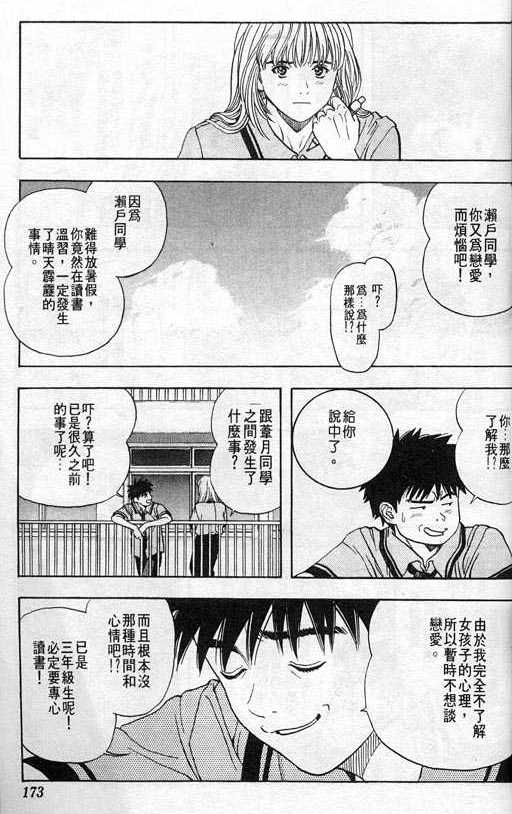 瀨戶同學，
你又爲戀愛
而煩惱吧！
吓？
爲…爲什麼
那樣說!?
因爲
瀨戶同學
難得放暑假，
你竟然在讀書
溫習，一定發生
了晴天霹靂的
事情。
你…那麼
了解我!?
給你
說中了。
跟葦月同學
之間發生了
什麼事？
吓？算了吧！
已是很久之前
的事了呢…
由於我完全不了解
女孩子的心理，
所以暫時不想談
戀愛。
而且根本沒
那種時間和
心情吧!?
已是
三年級生呢！
必定要專心
讀書！
173